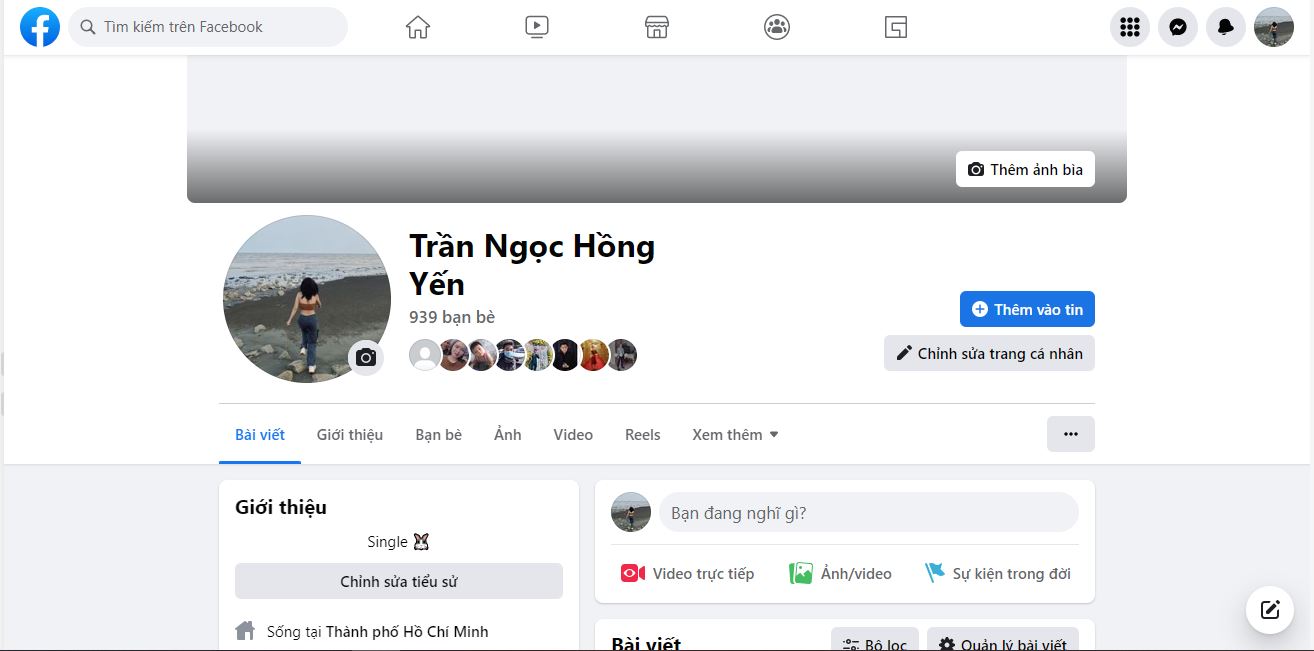 Tìm kiếm trên Facebook
Thêm ảnh bìa
Trần Ngọc Hồng
Yến
939 bạn bè
Thêm vào tin
Chỉnh sửa trang cá nhân
Bài viết
Giới thiệu
Bạn bè
Ảnh
Video
Reels
Xem thêm
Giới thiệu
Single
Chỉnh sửa tiểu sử
Sống tại Thành phố Hồ Chí Minh
Bạn đang nghĩ gì?
Video trực tiếp
Ảnh/video
Sự kiện trong đời
Bài viết
Bộ lọc
Quản lý bài viết